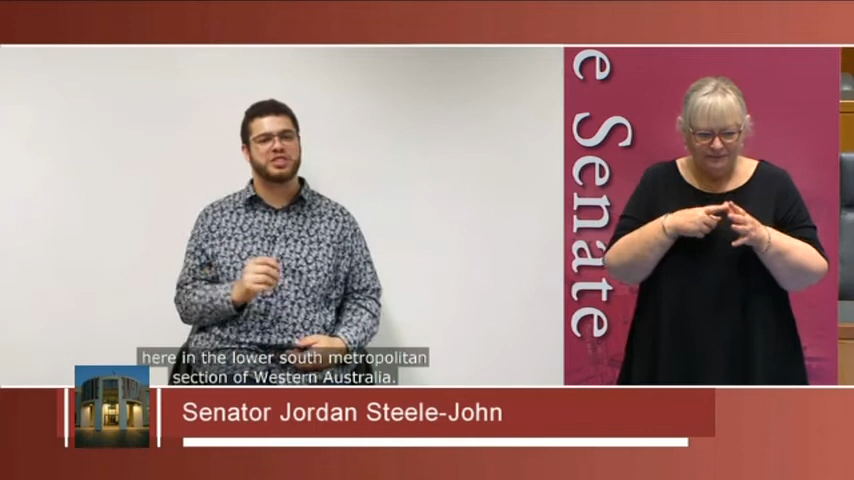 e Senate
here in the lower south metropolitan
section of Western Australia.
Senator Jordan Steele-John